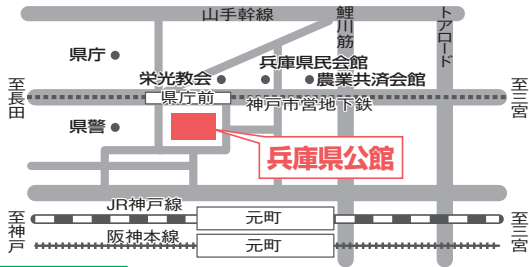 山手幹線
鯉川筋
トアロード
県庁
兵庫県民会館
栄光教会
農業共済会館
至長田
県庁前
神戸市営地下鉄
至三宮
県警
兵庫県公館
JR神戸線
元町
至神戸
阪神本線
元町
至三宮